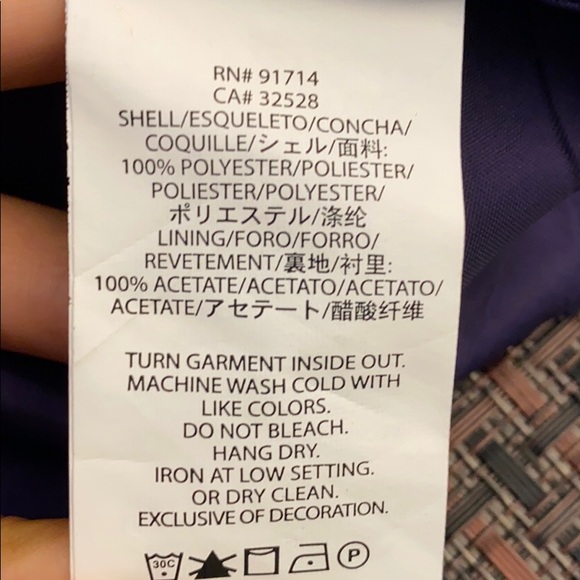 RN# 91714
CA# 32528
SHELL/ESQUELETO/CONCHA/
COQUILLE/シェル/面料:
100% POLYESTER/POLIESTER/
POLIESTER/POLYESTER/
ポリエステル/涤纶
LINING/FORO/FORRO/
REVETEMENT/裏地/衬里:
100% ACETATE/ACETATO/ACETATO/
ACETATE/アセテート/醋酸纤维
TURN GARMENT INSIDE OUT.
MACHINE WASH COLD WITH
LIKE COLORS.
DO NOT BLEACH.
HANG DRY.
IRON AT LOW SETTING.
OR DRY CLEAN.
EXCLUSIVE OF DECORATION.
30C P